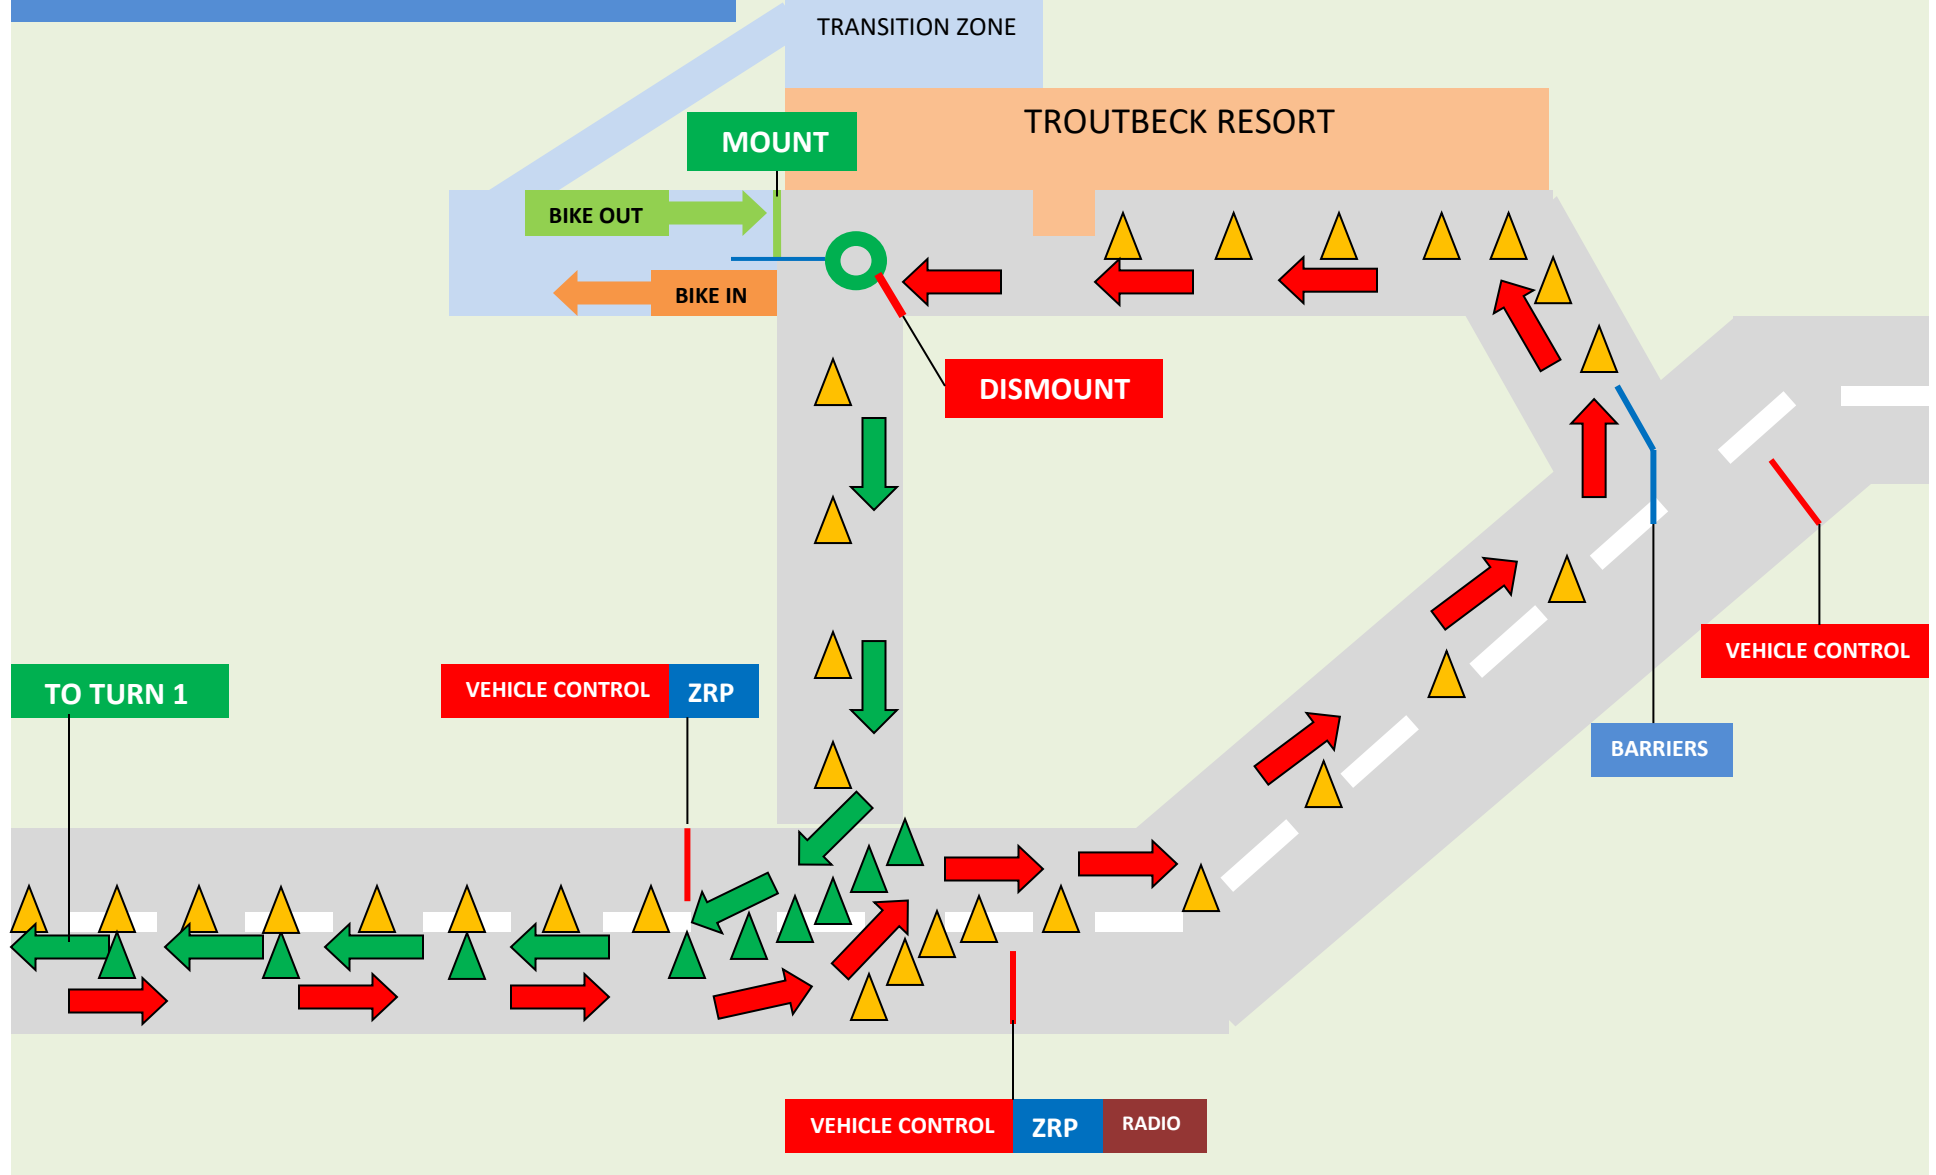 TRANSITION ZONE
TROUTBECK RESORT
MOUNT
BIKE OUT
BIKE IN
DISMOUNT
VEHICLE CONTROL
TO TURN 1
VEHICLE CONTROL ZRP
BARRIERS
VEHICLE CONTROL ZRP RADIO